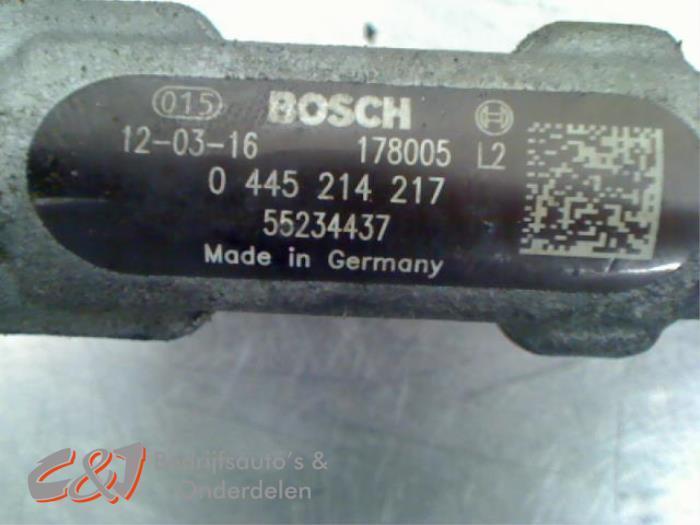 015 BOSCH
12-03-16 178005 L2
0 445 214 217
55234437
Made in Germany
C&J Bedrijfsauto's &
Onderdelen